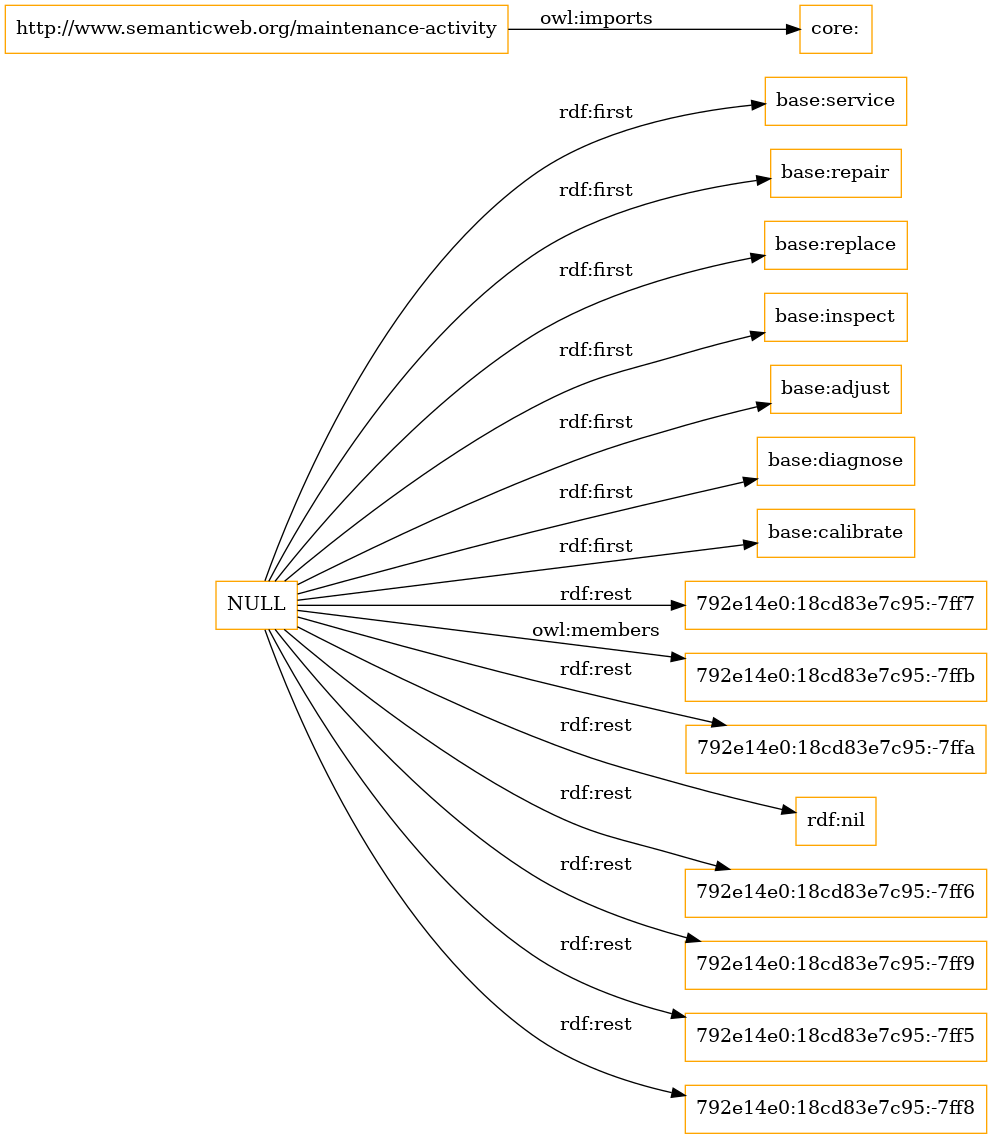 http://www.semanticweb.org/maintenance-activity
owl:imports
core:
rdf:first
base:service
rdf:first
base:repair
rdf:first
base:replace
rdf:first
base:inspect
rdf:first
base:adjust
rdf:first
base:diagnose
rdf:first
base:calibrate
NULL
rdf:rest
792e14e0:18cd83e7c95:-7ff7
owl:members
792e14e0:18cd83e7c95:-7ffb
rdf:rest
792e14e0:18cd83e7c95:-7ffa
rdf:rest
rdf:nil
rdf:rest
792e14e0:18cd83e7c95:-7ff6
rdf:rest
792e14e0:18cd83e7c95:-7ff9
rdf:rest
792e14e0:18cd83e7c95:-7ff5
rdf:rest
792e14e0:18cd83e7c95:-7ff8